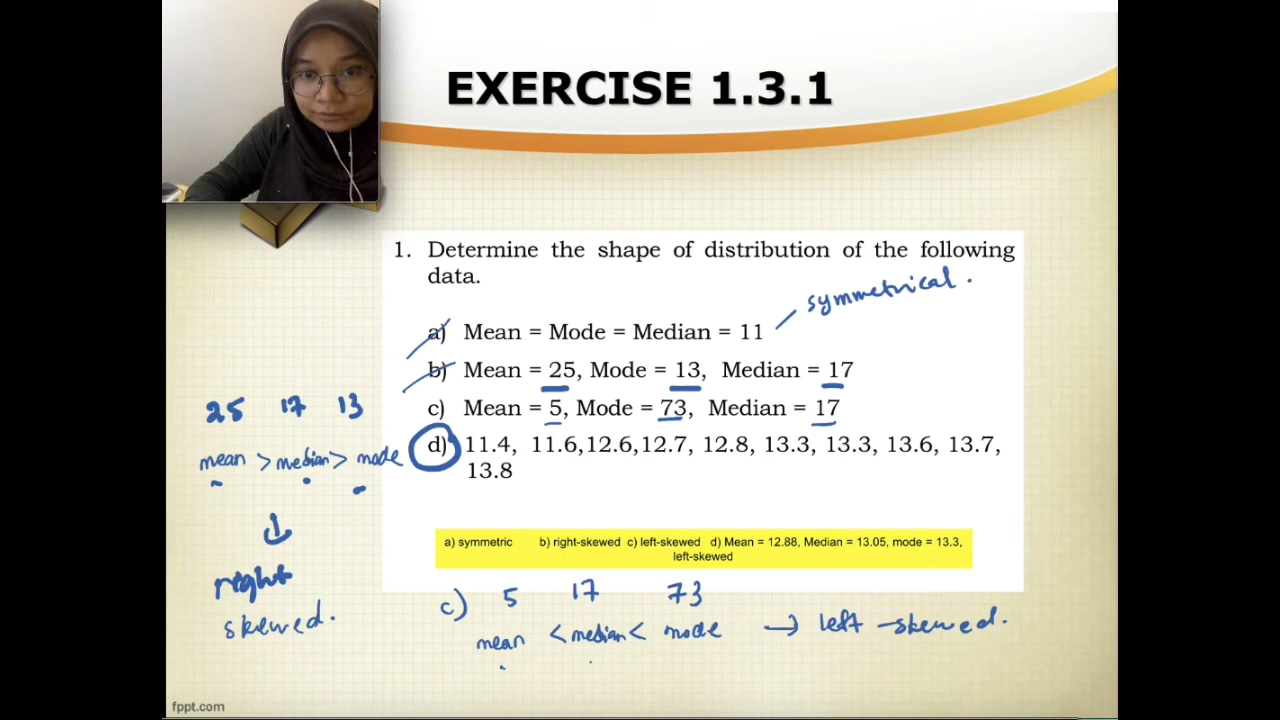 EXERCISE 1.3.1
1. Determine the shape of distribution of the following
data.
symmetrical.
a) Mean = Mode = Median = 11
b) Mean = 25, Mode = 13, Median = 17
c) Mean = 5, Mode = 73, Median = 17
d) 11.4, 11.6,12.6,12.7, 12.8, 13.3, 13.3, 13.6, 13.7,
13.8
25 17 13
mean > median > mode
right
skewed.
a) symmetric b) right-skewed c) left-skewed d) Mean = 12.88, Median = 13.05, mode = 13.3,
left-skewed
c) 5 17 73
mean < median < mode → left-skewed.
fppt.com